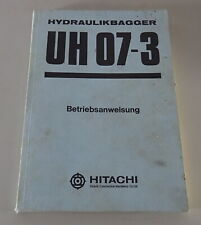 HYDRAULIKBAGGER
UH 07-3
Betriebsanweisung
HITACHI